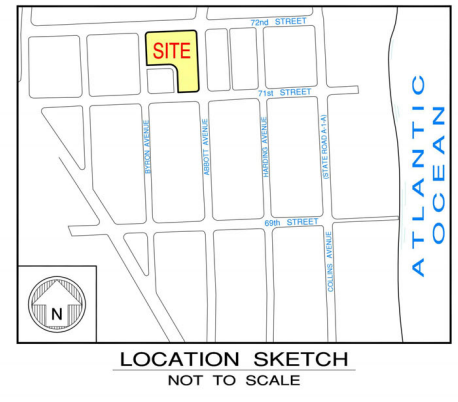 72nd STREET
SITE
71st STREET
BYRON AVENUE
ABBOTT AVENUE
HARDING AVENUE
(STATE ROAD A-1-A)
69th STREET
COLLINS AVENUE
ATLANTIC
OCEAN
N
LOCATION SKETCH
NOT TO SCALE